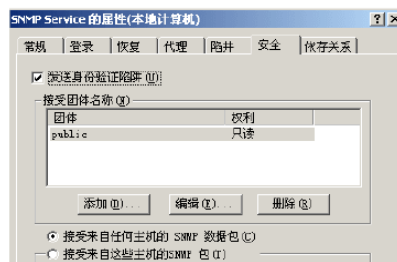 SNMP Service 的属性(本地计算机)
常规 登录 恢复 代理 陷井 安全 依存关系
发送身份验证陷阱(U)
接受团体名称(N)
团体 权利
public 只读
添加(D)... 编辑(E)... 删除(R)
接受来自任何主机的 SNMP 数据包(C)
接受来自这些主机的SNMP 包(T)